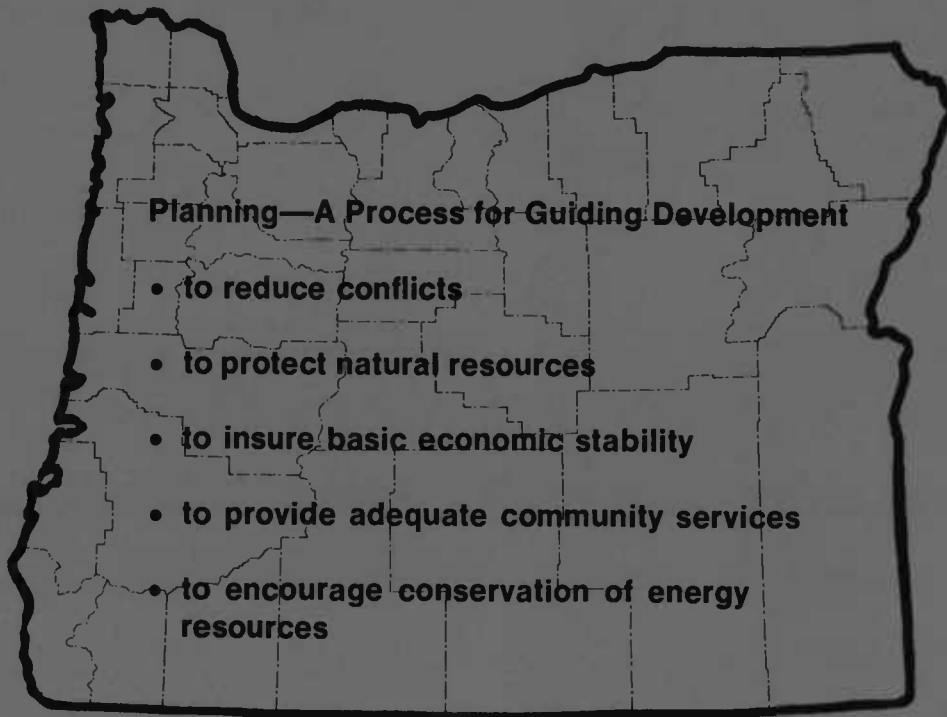 Planning—A Process for Guiding Development
• to reduce conflicts
• to protect natural resources
• to insure basic economic stability
• to provide adequate community services
• to encourage conservation of energy
resources